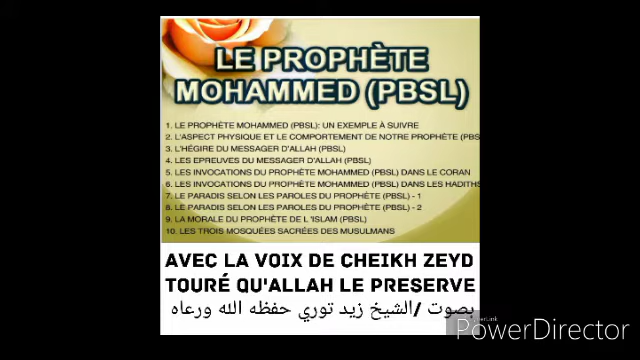 LE PROPHÈTE
MOHAMMED (PBSL)
1. LE PROPHÈTE MOHAMMED (PBSL): UN EXEMPLE À SUIVRE
2. L'ASPECT PHYSIQUE ET LE COMPORTEMENT DE NOTRE PROPHÈTE (PBS
3. L'HÉGIRE DU MESSAGER D'ALLAH (PBSL)
4. LES EPREUVES DU MESSAGER D'ALLAH (PBSL)
5. LES INVOCATIONS DU PROPHÈTE MOHAMMED (PBSL) DANS LE CORAN
6. LES INVOCATIONS DU PROPHÈTE MOHAMMED (PBSL) DANS LES HADITHS
7. LE PARADIS SELON LES PAROLES DU PROPHÈTE (PBSL) - 1
8. LE PARADIS SELON LES PAROLES DU PROPHÈTE (PBSL) - 2
9. LA MORALE DU PROPHÈTE DE L'ISLAM (PBSL)
10. LES TROIS MOSQUÉES SACRÉES DES MUSULMANS
AVEC LA VOIX DE CHEIKH ZEYD
TOURÉ QU'ALLAH LE PRESERVE
بصوت /الشيخ زيد توري حفظه الله ورعاه
PowerDirector